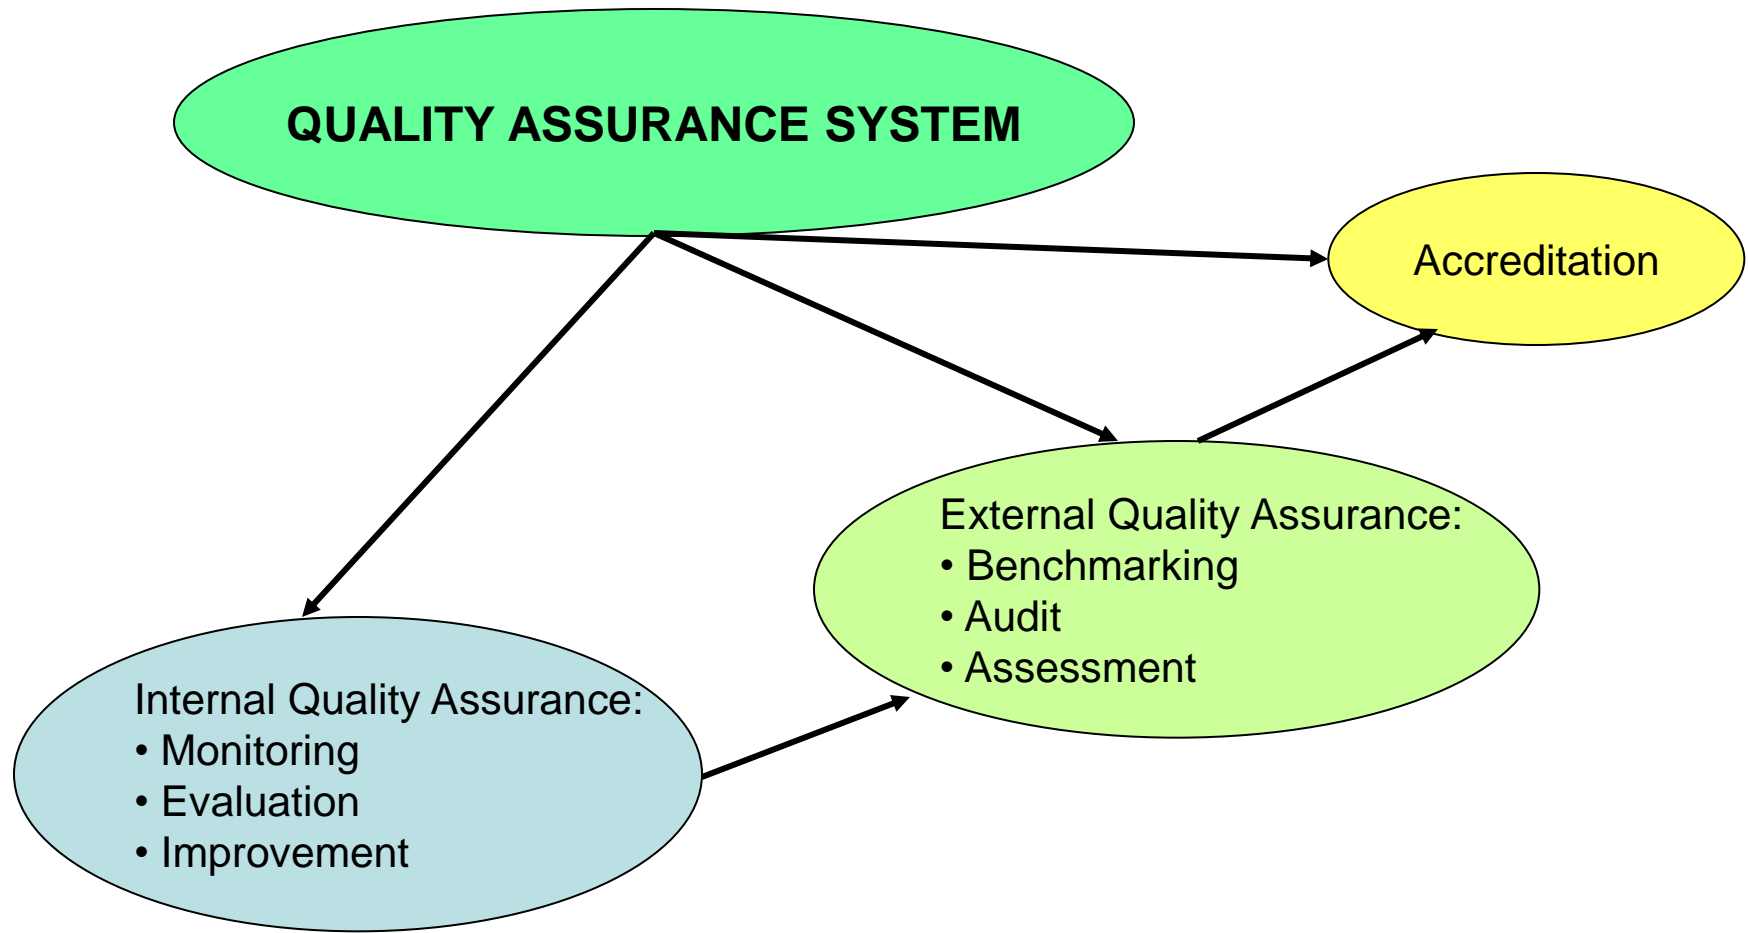 QUALITY ASSURANCE SYSTEM
Accreditation
External Quality Assurance:
• Benchmarking
• Audit
• Assessment
Internal Quality Assurance:
• Monitoring
• Evaluation
• Improvement